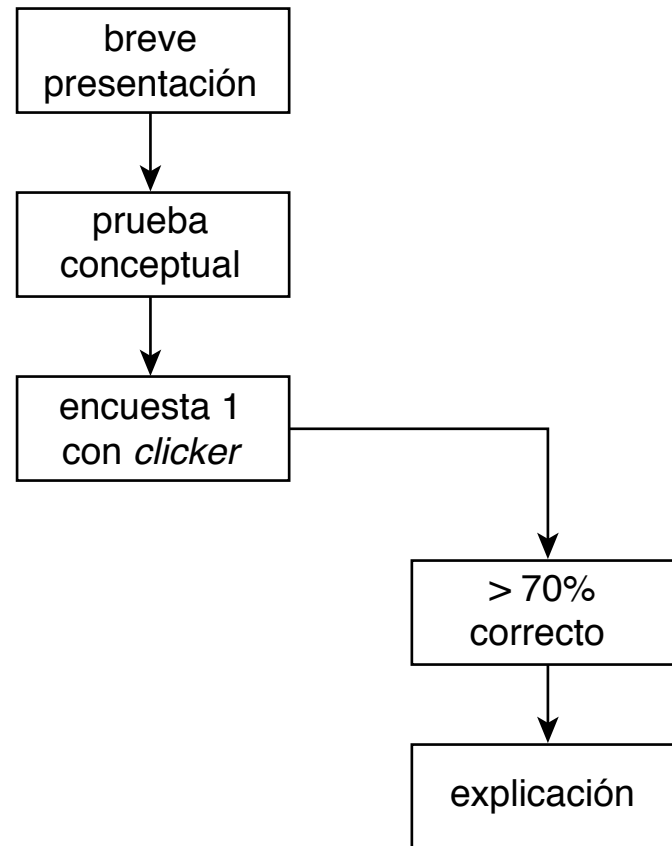 breve
presentación
prueba
conceptual
encuesta 1
con clicker
> 70%
correcto
explicación